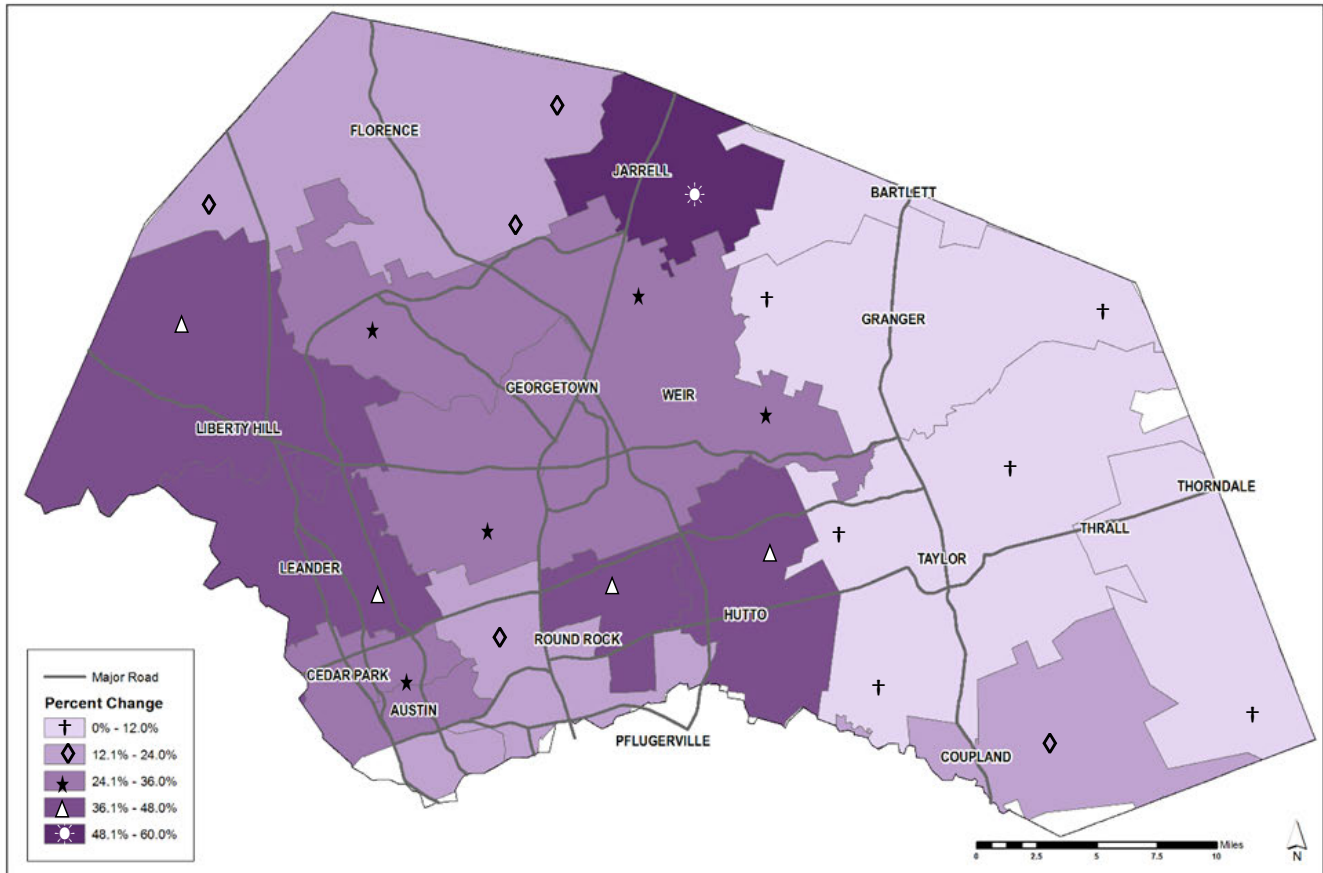 FLORENCE
JARRELL
BARTLETT
GRANGER
GEORGETOWN
WEIR
LIBERTY HILL
THORNDALE
THRALL
TAYLOR
LEANDER
HUTTO
ROUND ROCK
CEDAR PARK
AUSTIN
PFLUGERVILLE
COUPLAND
Major Road
Percent Change
0% - 12.0%
12.1% - 24.0%
24.1% - 36.0%
36.1% - 48.0%
48.1% - 60.0%
Miles
0 2.5 5 7.5 10
N